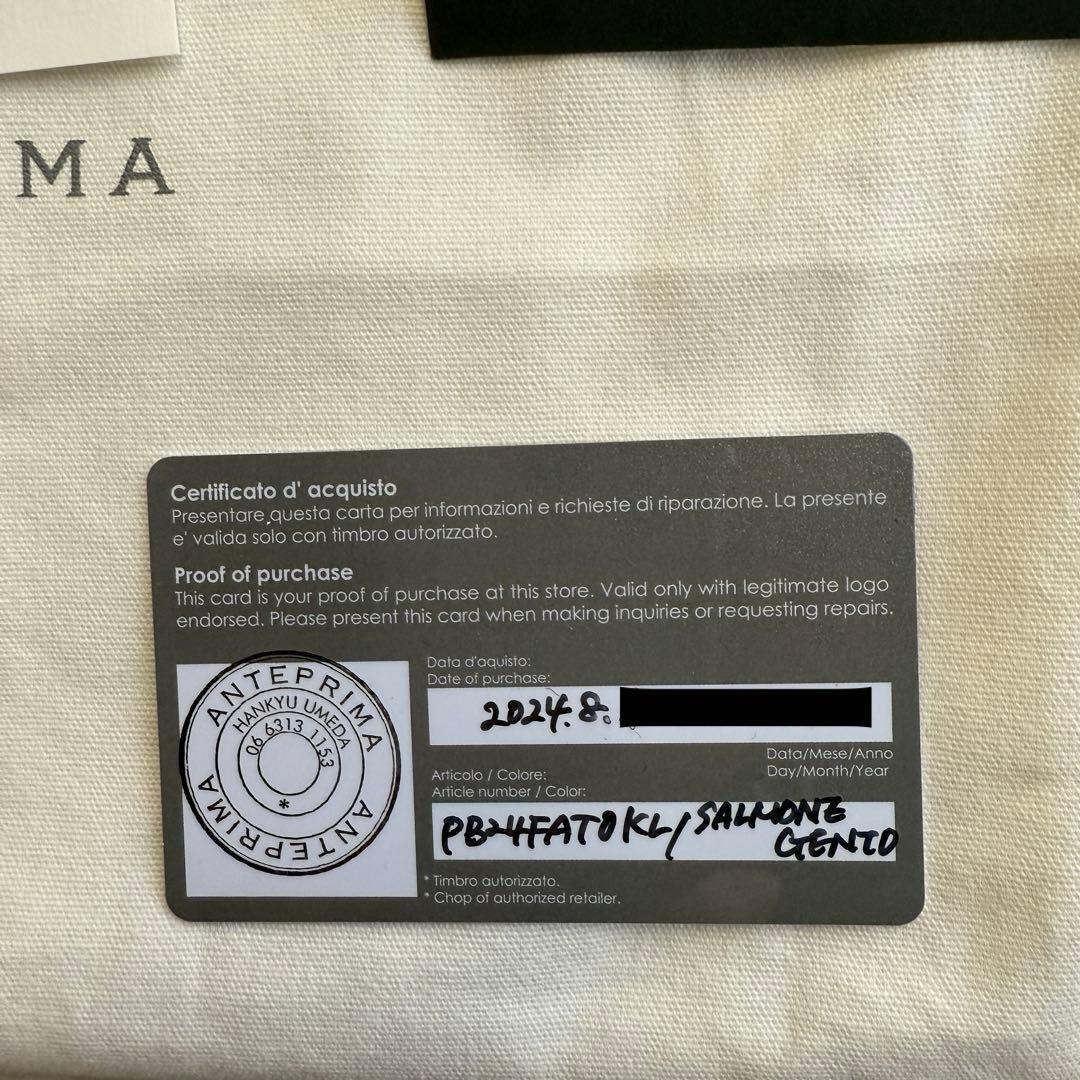 MA
Certificato d' acquisto
Presentare questa carta per informazioni e richieste di riparazione. La presente
e' valida solo con timbro autorizzato.
Proof of purchase
This card is your proof of purchase at this store. Valid only with legitimate logo
endorsed. Please present this card when making inquiries or requesting repairs.
ANTEPRIMA
HANKYU UMEDA
06 6313 1153
*
ANTEPRIMA
Data d'aquisto:
Date of purchase:
2024.8.
Data/Mese/Anno
Day/Month/Year
Articolo / Colore:
Article number / Color:
PB24FAT0KL/SALMONE
GENTO
* Timbro autorizzato.
* Chop of authorized retailer.